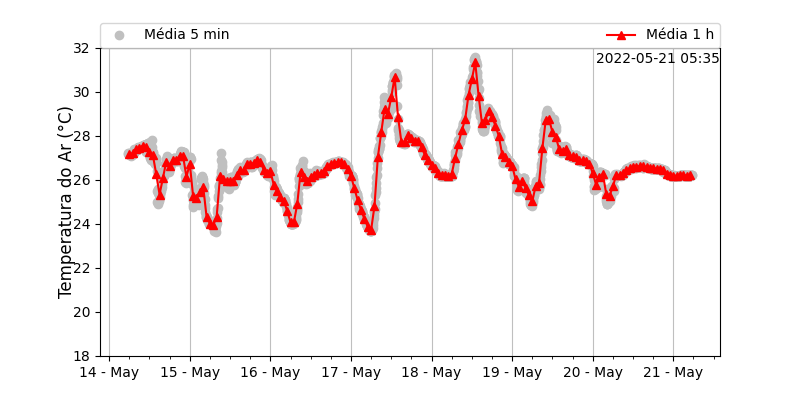 Média 5 min
Média 1 h
2022-05-21 05:35
Temperatura do Ar (°C)
32
30
28
26
24
22
20
18
14 - May
15 - May
16 - May
17 - May
18 - May
19 - May
20 - May
21 - May